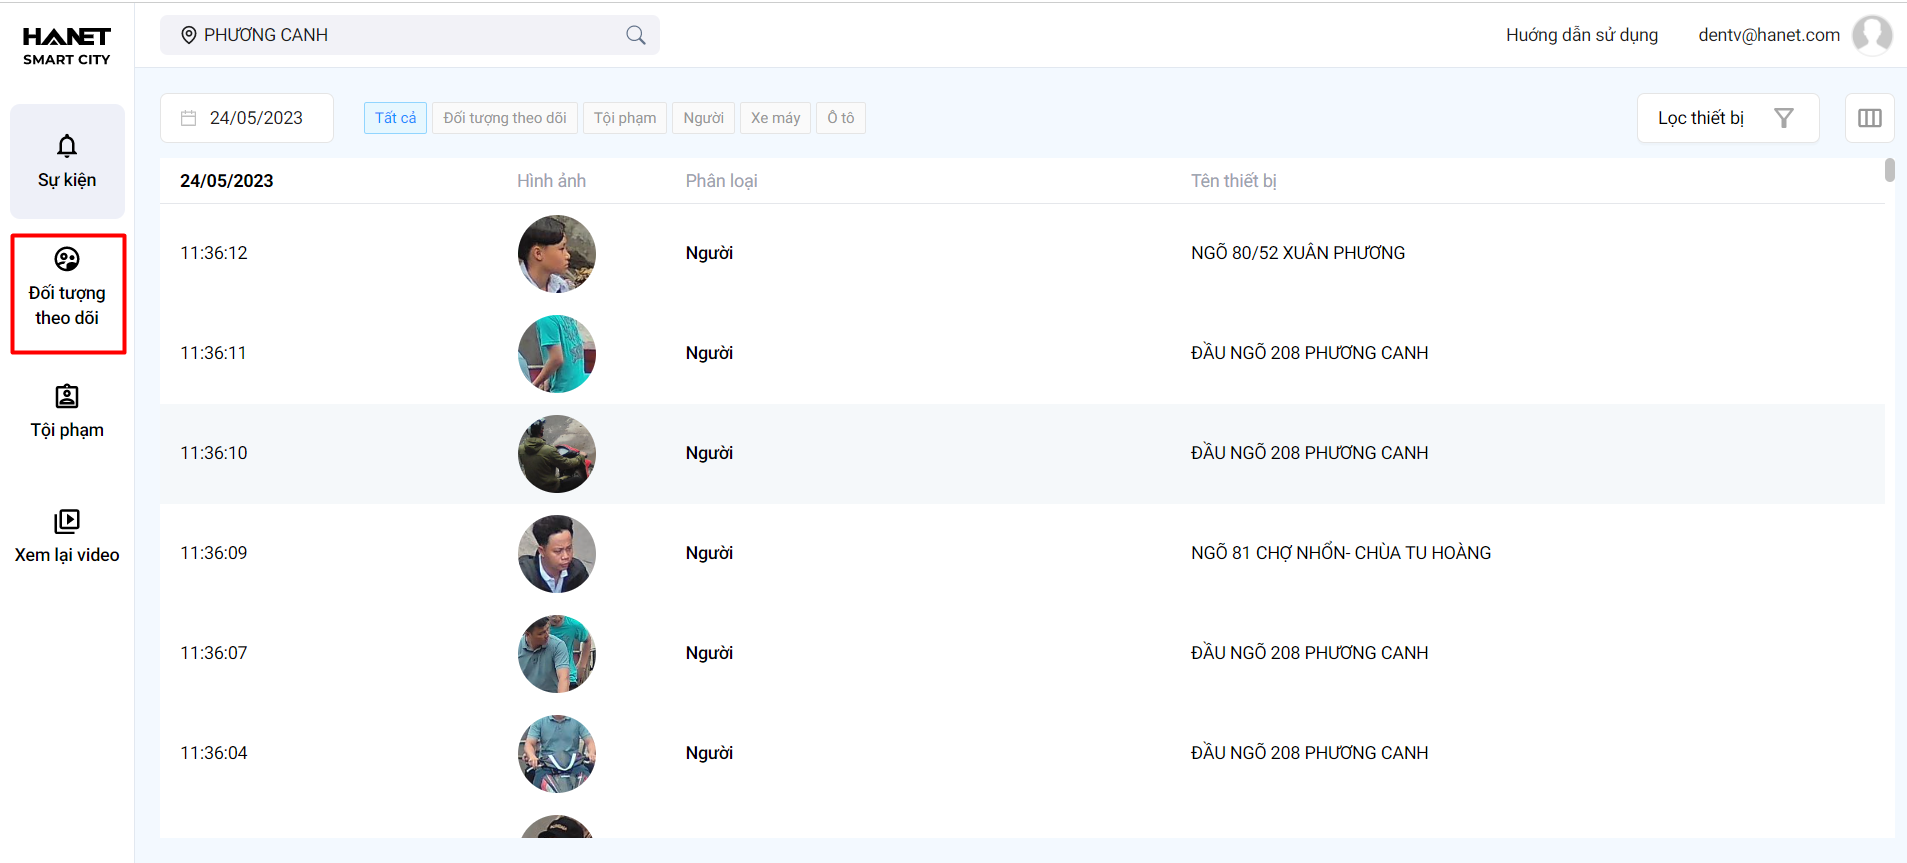 HANET
SMART CITY
PHƯƠNG CANH
Hướng dẫn sử dụng
dentv@hanet.com
24/05/2023
Tất cả
Đối tượng theo dõi
Tội phạm
Người
Xe máy
Ô tô
Lọc thiết bị
Sự kiện
Đối tượng
theo dõi
Tội phạm
Xem lại video
24/05/2023 Hình ảnh Phân loại Tên thiết bị
11:36:12 Người NGÕ 80/52 XUÂN PHƯƠNG
11:36:11 Người ĐẦU NGÕ 208 PHƯƠNG CANH
11:36:10 Người ĐẦU NGÕ 208 PHƯƠNG CANH
11:36:09 Người NGÕ 81 CHỢ NHỔN- CHÙA TU HOÀNG
11:36:07 Người ĐẦU NGÕ 208 PHƯƠNG CANH
11:36:04 Người ĐẦU NGÕ 208 PHƯƠNG CANH